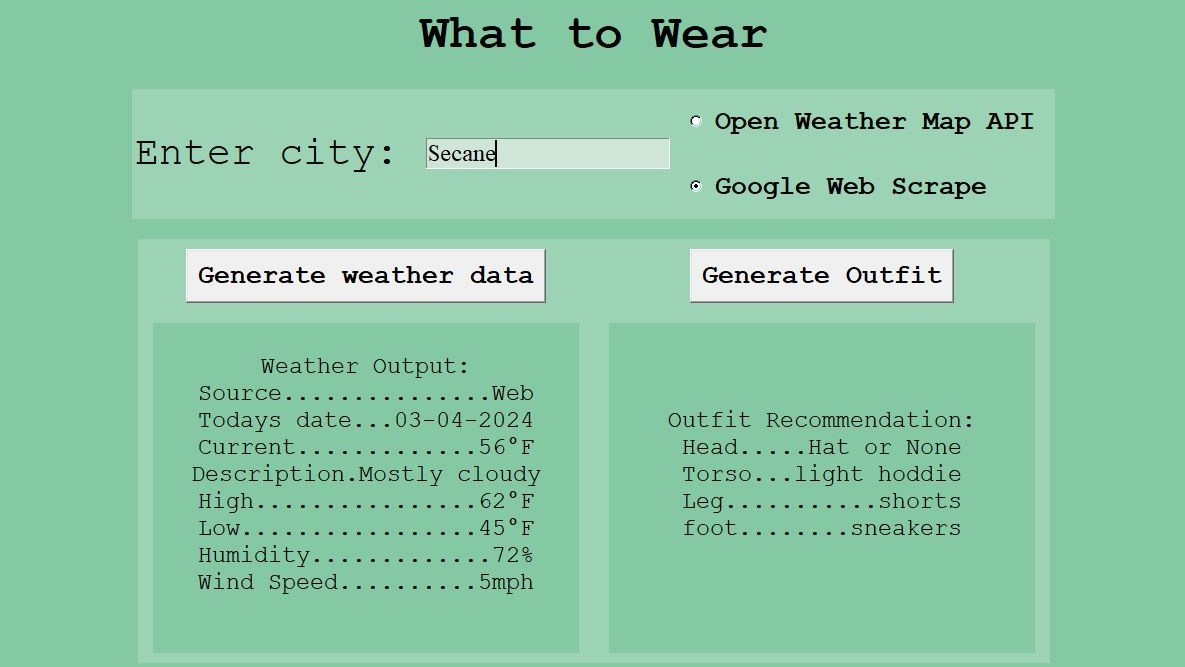 What to Wear
Enter city: Secane
Open Weather Map API
Google Web Scrape
Generate weather data
Generate Outfit
Weather Output:
Source...............Web
Todays date...03-04-2024
Current.............56°F
Description.Mostly cloudy
High................62°F
Low.................45°F
Humidity.............72%
Wind Speed..........5mph
Outfit Recommendation:
Head.....Hat or None
Torso...light hoddie
Leg...........shorts
foot........sneakers